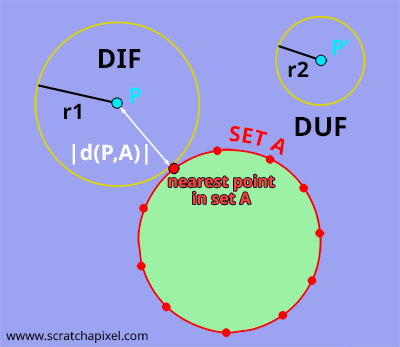 DIF
P
r1
|d(P,A)|
P'
r2
DUF
SET A
nearest point
in set A
www.scratchapixel.com